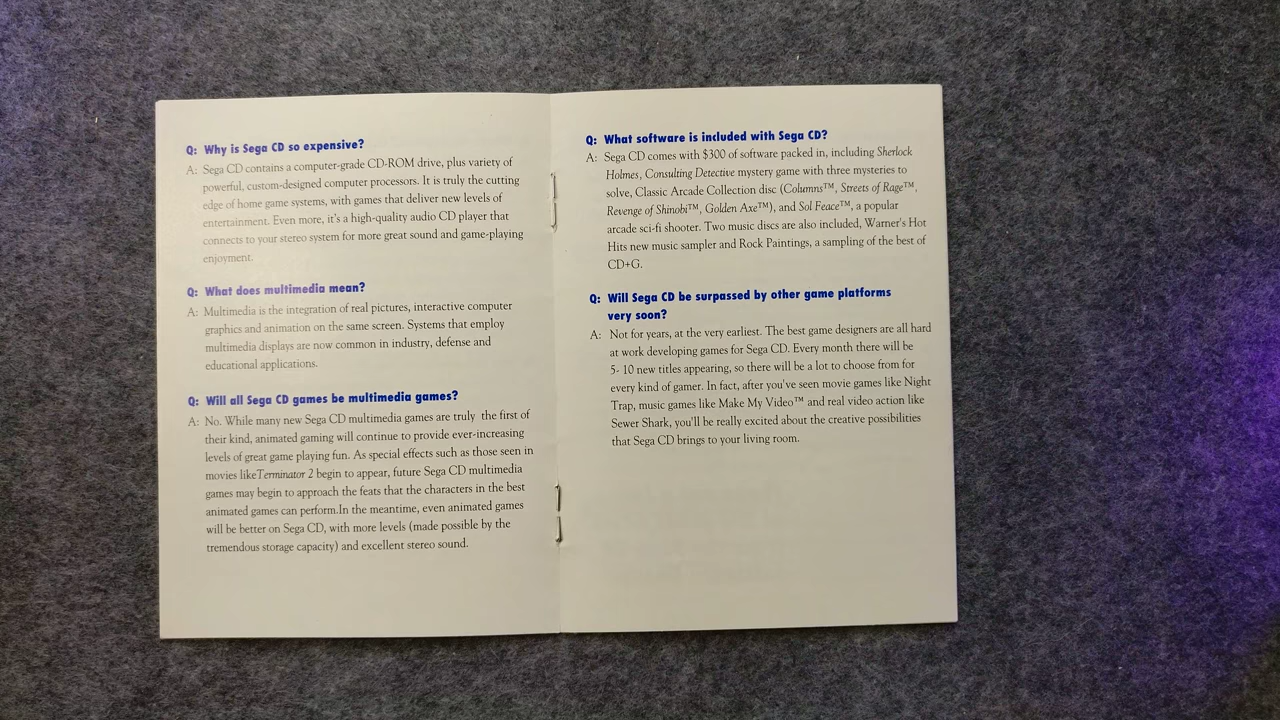 Q: Why is Sega CD so expensive?
A: Sega CD contains a computer-grade CD-ROM drive, plus variety of
powerful, custom-designed computer processors. It is truly the cutting
edge of home game systems, with games that deliver new levels of
entertainment. Even more, it's a high-quality audio CD player that
connects to your stereo system for more great sound and game-playing
enjoyment.
Q: What does multimedia mean?
A: Multimedia is the integration of real pictures, interactive computer
graphics and animation on the same screen. Systems that employ
multimedia displays are now common in industry, defense and
educational applications.
Q: Will all Sega CD games be multimedia games?
A: No. While many new Sega CD multimedia games are truly the first of
their kind, animated gaming will continue to provide ever-increasing
levels of great game playing fun. As special effects such as those seen in
movies like Terminator 2 begin to appear, future Sega CD multimedia
games may begin to approach the feats that the characters in the best
animated games can perform.In the meantime, even animated games
will be better on Sega CD, with more levels (made possible by the
tremendous storage capacity) and excellent stereo sound.
Q: What software is included with Sega CD?
A: Sega CD comes with $300 of software packed in, including Sherlock
Holmes, Consulting Detective mystery game with three mysteries to
solve, Classic Arcade Collection disc (Columns™, Streets of Rage™,
Revenge of Shinobi™, Golden Axe™), and Sol Feace™, a popular
arcade sci-fi shooter. Two music discs are also included, Warner's Hot
Hits new music sampler and Rock Paintings, a sampling of the best of
CD+G.
Q: Will Sega CD be surpassed by other game platforms
very soon?
A: Not for years, at the very earliest. The best game designers are all hard
at work developing games for Sega CD. Every month there will be
5- 10 new titles appearing, so there will be a lot to choose from for
every kind of gamer. In fact, after you've seen movie games like Night
Trap, music games like Make My Video™ and real video action like
Sewer Shark, you'll be really excited about the creative possibilities
that Sega CD brings to your living room.